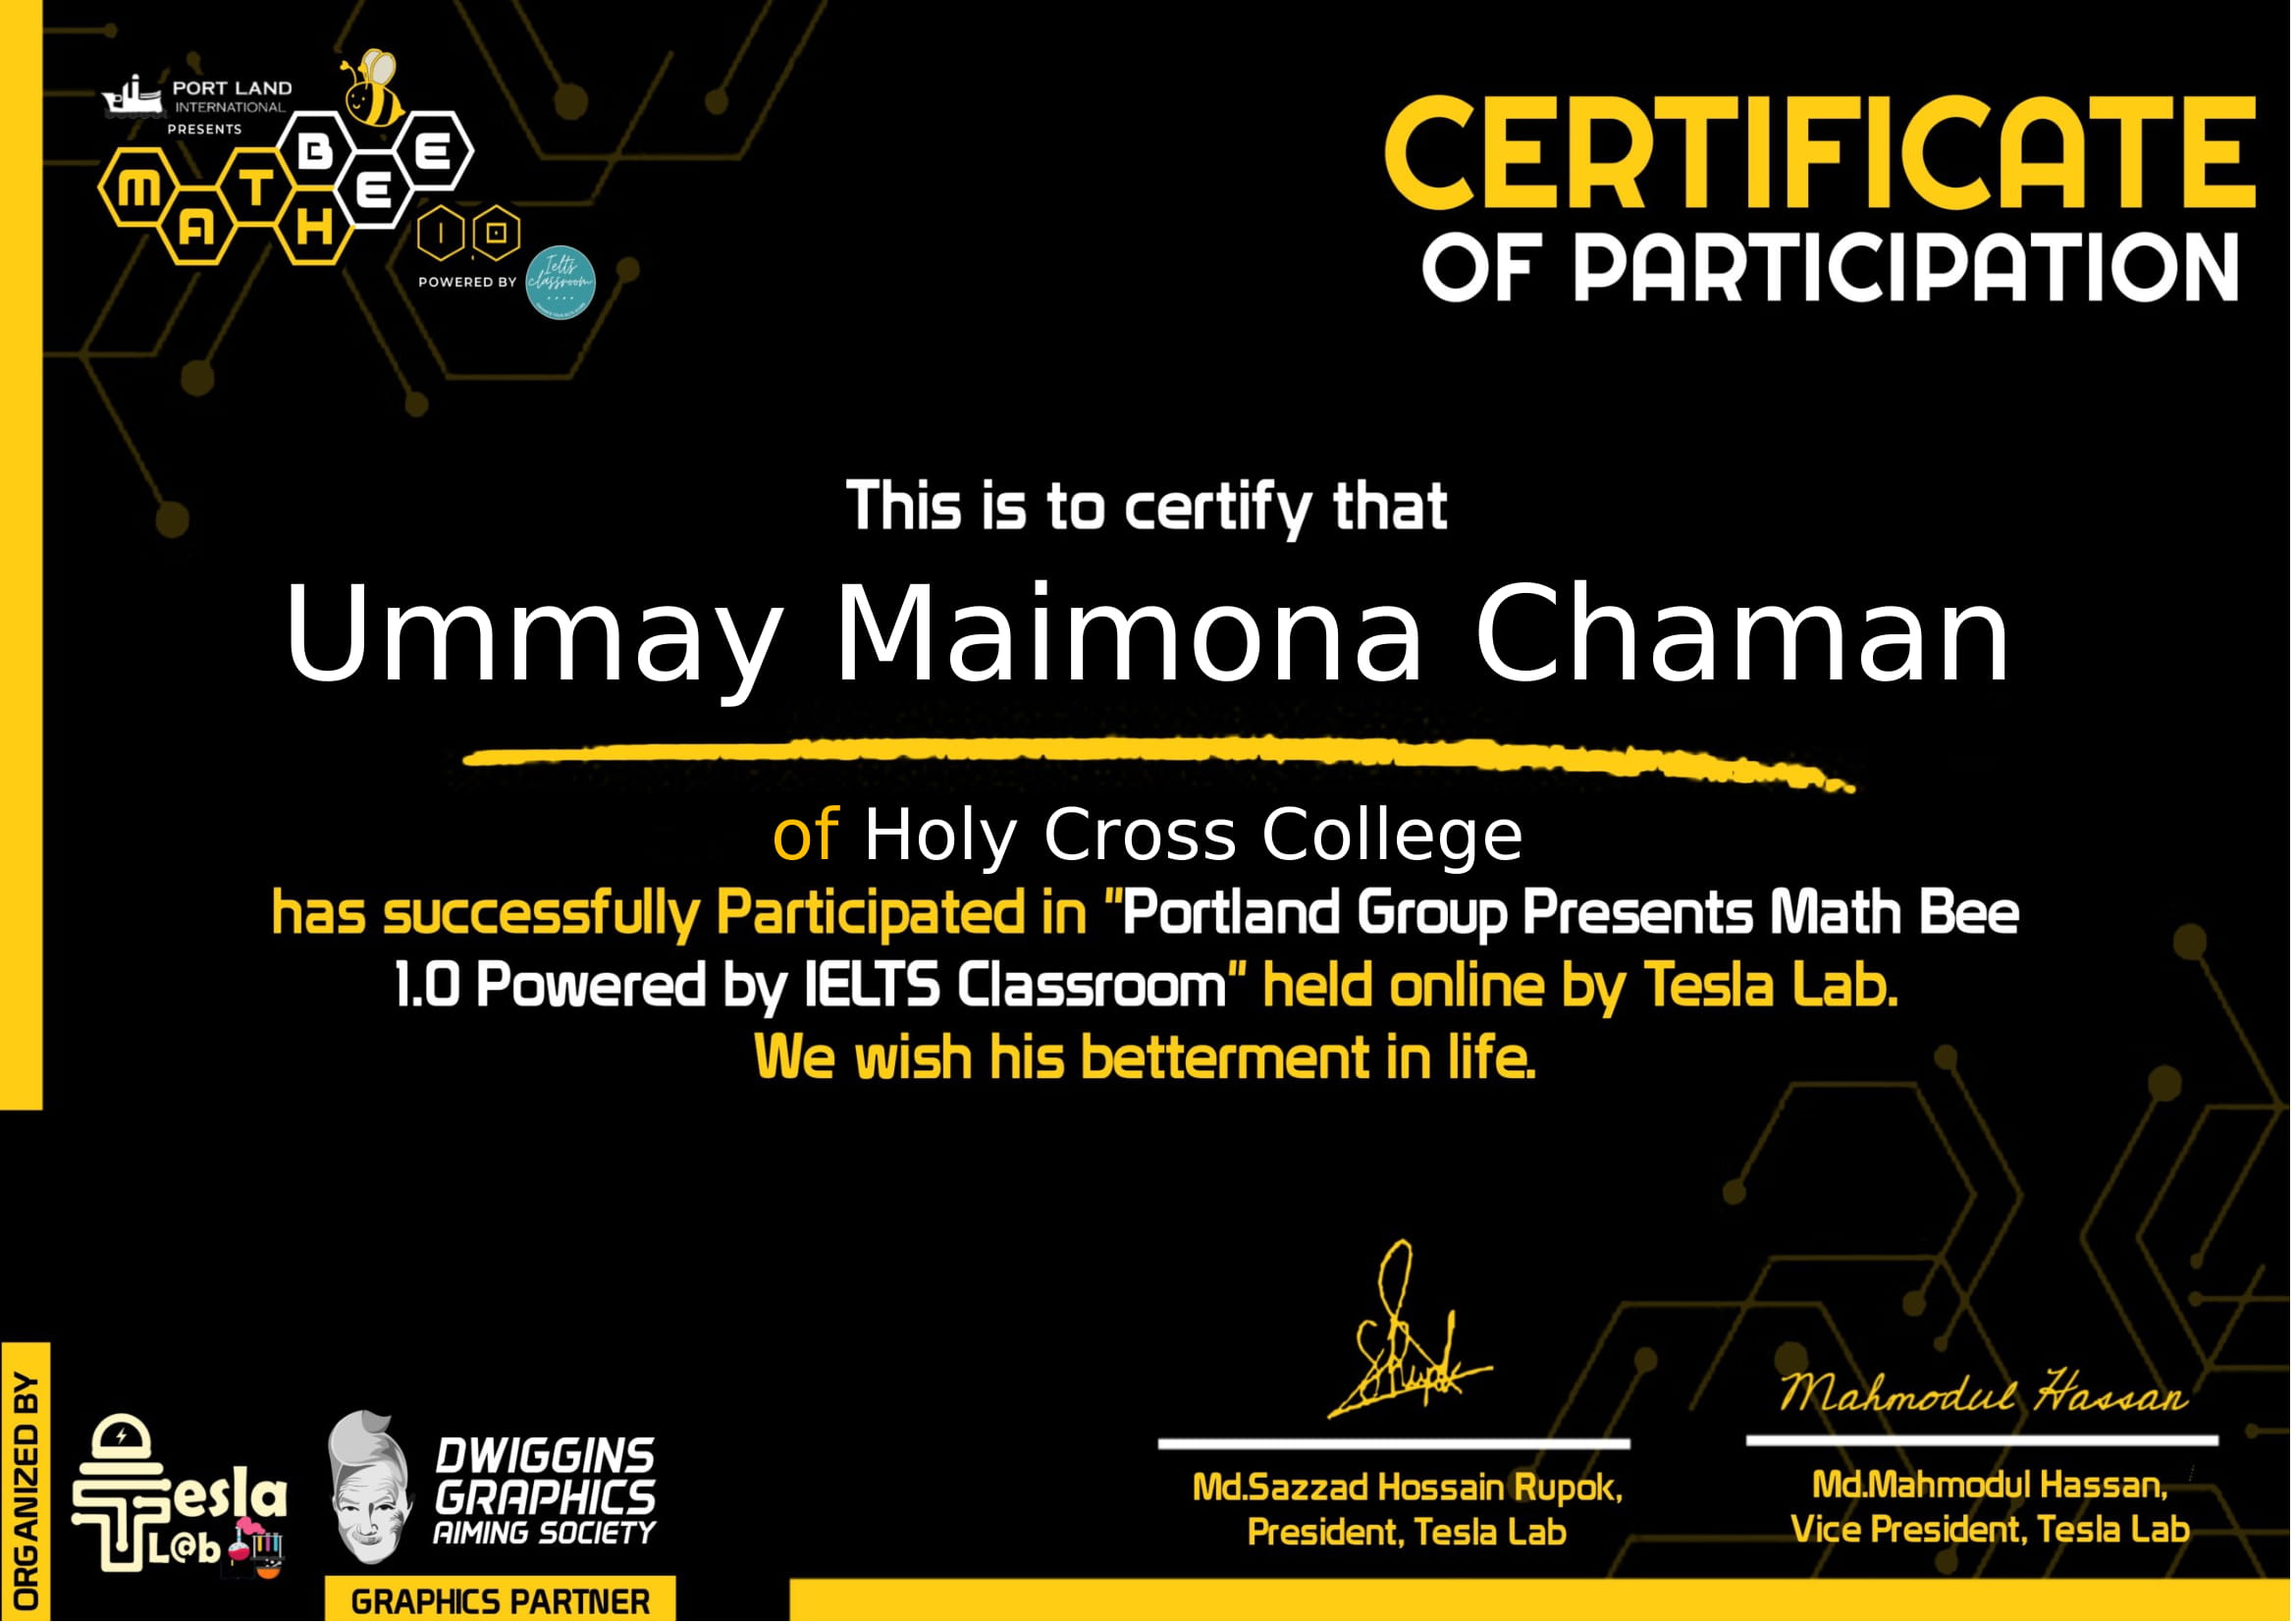 PORT LAND
INTERNATIONAL
PRESENTS
MATH BEE
1.0
POWERED BY
Ielts
classroom
CERTIFICATE
OF PARTICIPATION
This is to certify that
Ummay Maimona Chaman
of Holy Cross College
has successfully Participated in "Portland Group Presents Math Bee
1.0 Powered by IELTS Classroom" held online by Tesla Lab.
We wish his betterment in life.
ORGANIZED BY
Tesla
L@b
DWIGGINS
GRAPHICS
AIMING SOCIETY
GRAPHICS PARTNER
Md.Sazzad Hossain Rupok,
President, Tesla Lab
Mahmodul Hassan
Md.Mahmodul Hassan,
Vice President, Tesla Lab